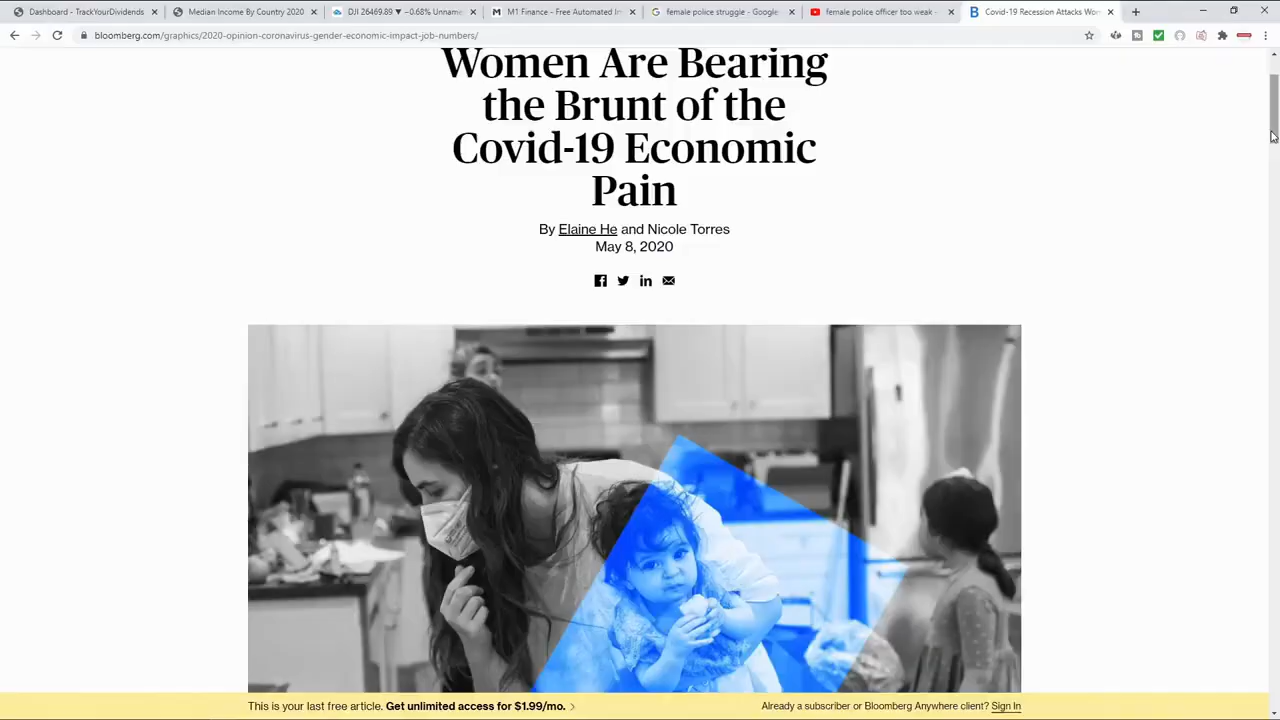 Dashboard - TrackYourDividends
Median Income By Country 2020
DJI 26469.89 ▼ −0.68% Unname
M1 Finance - Free Automated In
female police struggle - Google
female police officer too weak -
Covid-19 Recession Attacks Wo
bloomberg.com/graphics/2020-opinion-coronavirus-gender-economic-impact-job-numbers/
Women Are Bearing
the Brunt of the
Covid-19 Economic
Pain
By Elaine He and Nicole Torres
May 8, 2020
This is your last free article. Get unlimited access for $1.99/mo.
Already a subscriber or Bloomberg Anywhere client? Sign In